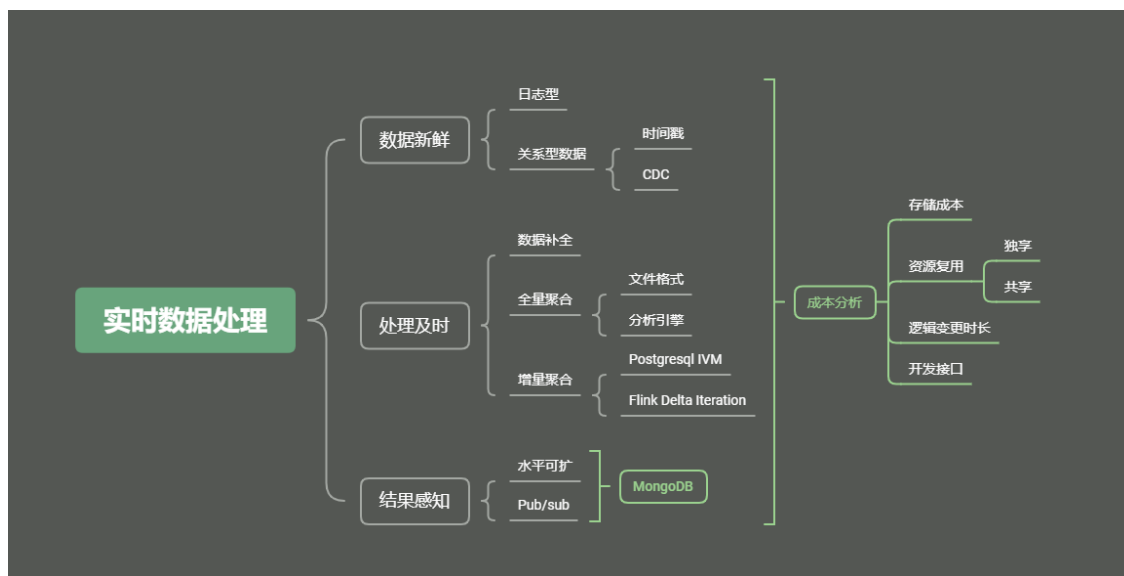 实时数据处理
数据新鲜
日志型
关系型数据
时间戳
CDC
处理及时
数据补全
全量聚合
文件格式
分析引擎
增量聚合
Postgresql IVM
Flink Delta Iteration
结果感知
水平可扩
Pub/sub
MongoDB
成本分析
存储成本
资源复用
独享
共享
逻辑变更时长
开发接口